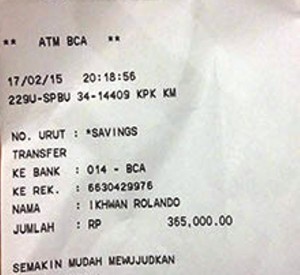 ** ATM BCA **
17/02/15 20:18:56
229U-SPBU 34-14409 KPK KM
NO. URUT : *SAVINGS
TRANSFER
KE BANK : 014 - BCA
KE REK. : 6630429976
NAMA : IKHWAN ROLANDO
JUMLAH : RP 365,000.00
SEMAKIN MUDAH MEWUJUDKAN